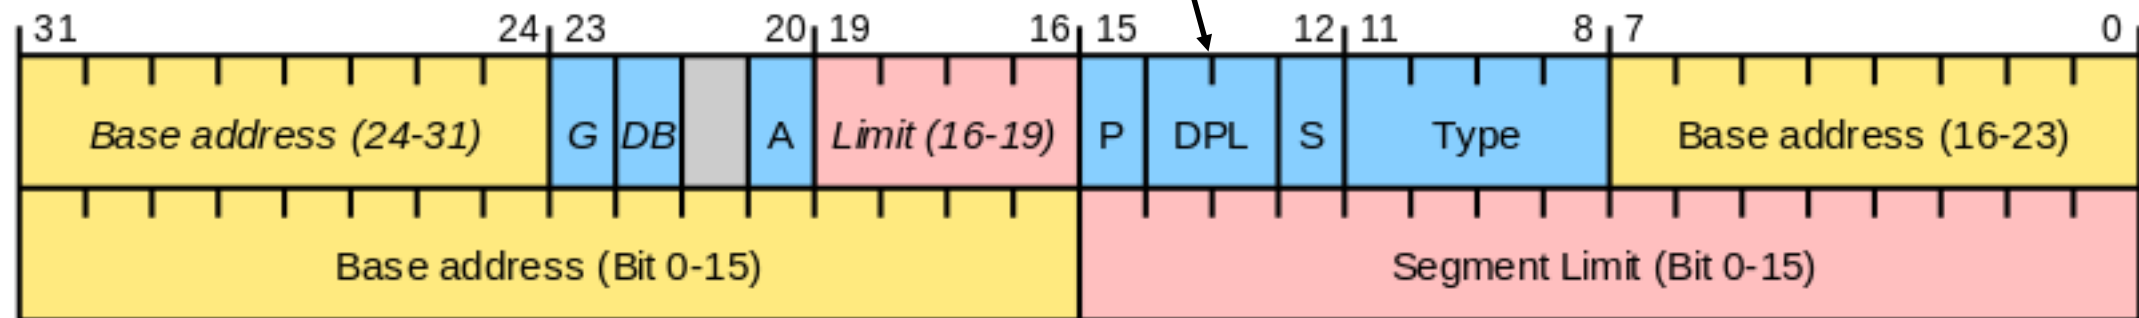 31 24 23 20 19 16 15 12 11 8 7 0
Base address (24-31) G DB A Limit (16-19) P DPL S Type Base address (16-23)
Base address (Bit 0-15) Segment Limit (Bit 0-15)